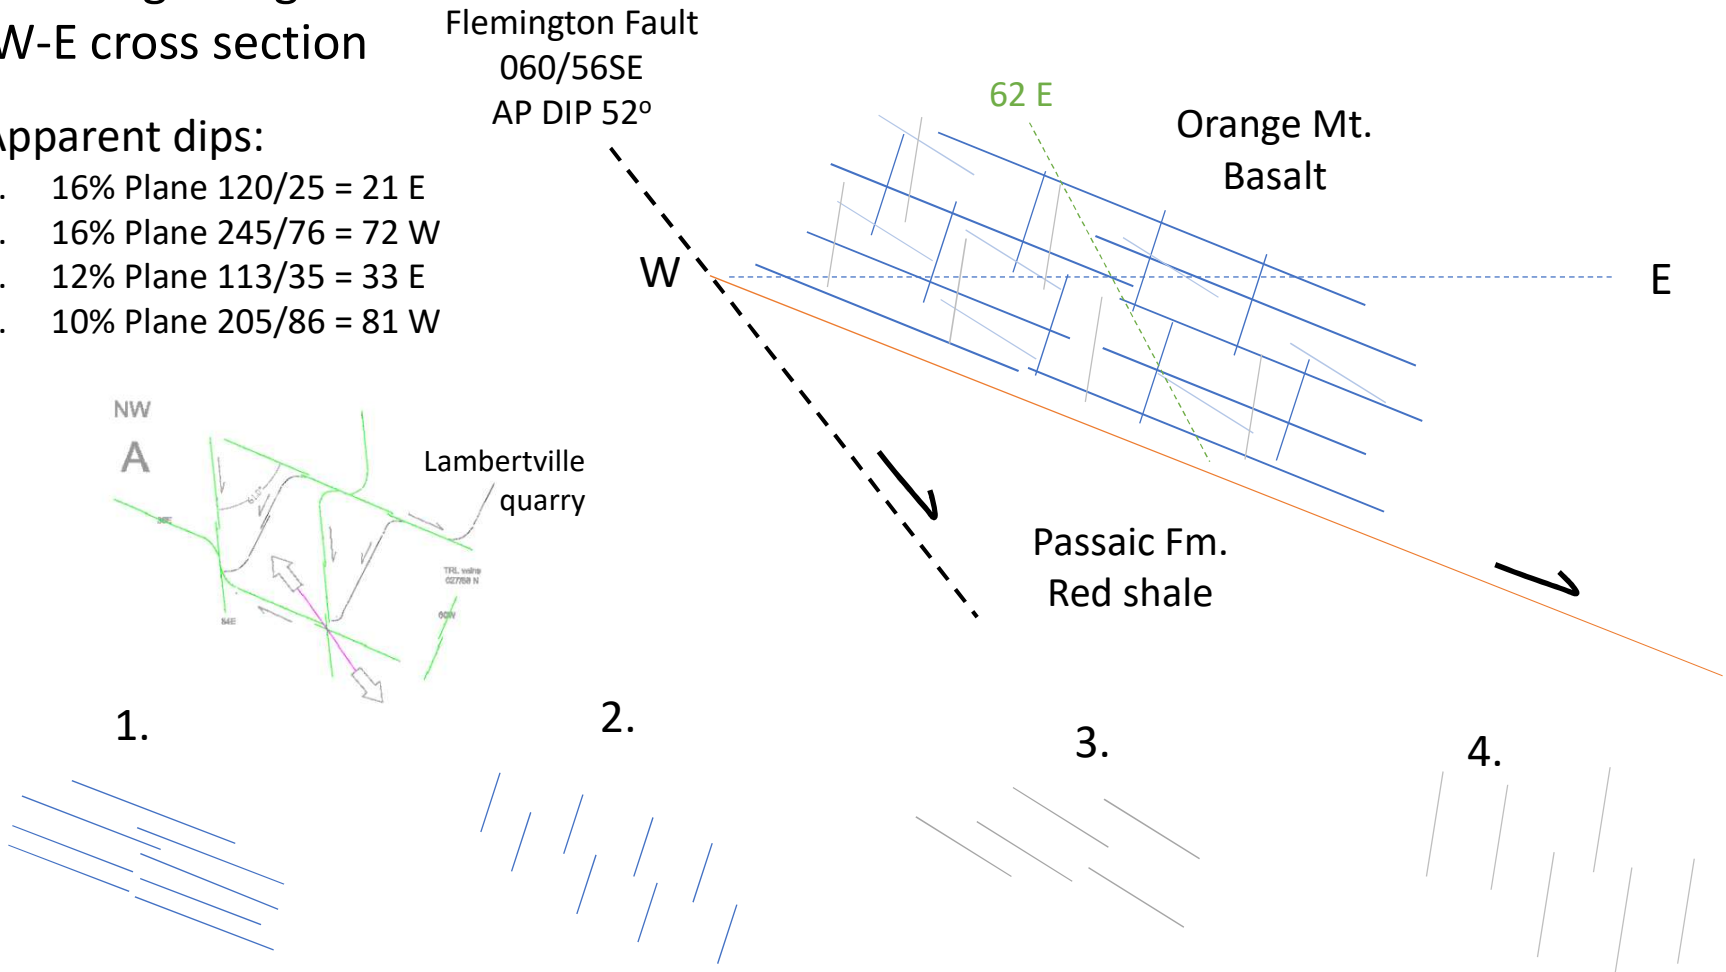 W-E cross section
Apparent dips:
16% Plane 120/25 = 21 E
16% Plane 245/76 = 72 W
12% Plane 113/35 = 33 E
10% Plane 205/86 = 81 W
Flemington Fault
060/56SE
AP DIP 52º
62 E
Orange Mt.
Basalt
W
E
NW
A
Lambertville
quarry
84E
60W
Passaic Fm.
Red shale
1.
2.
3.
4.